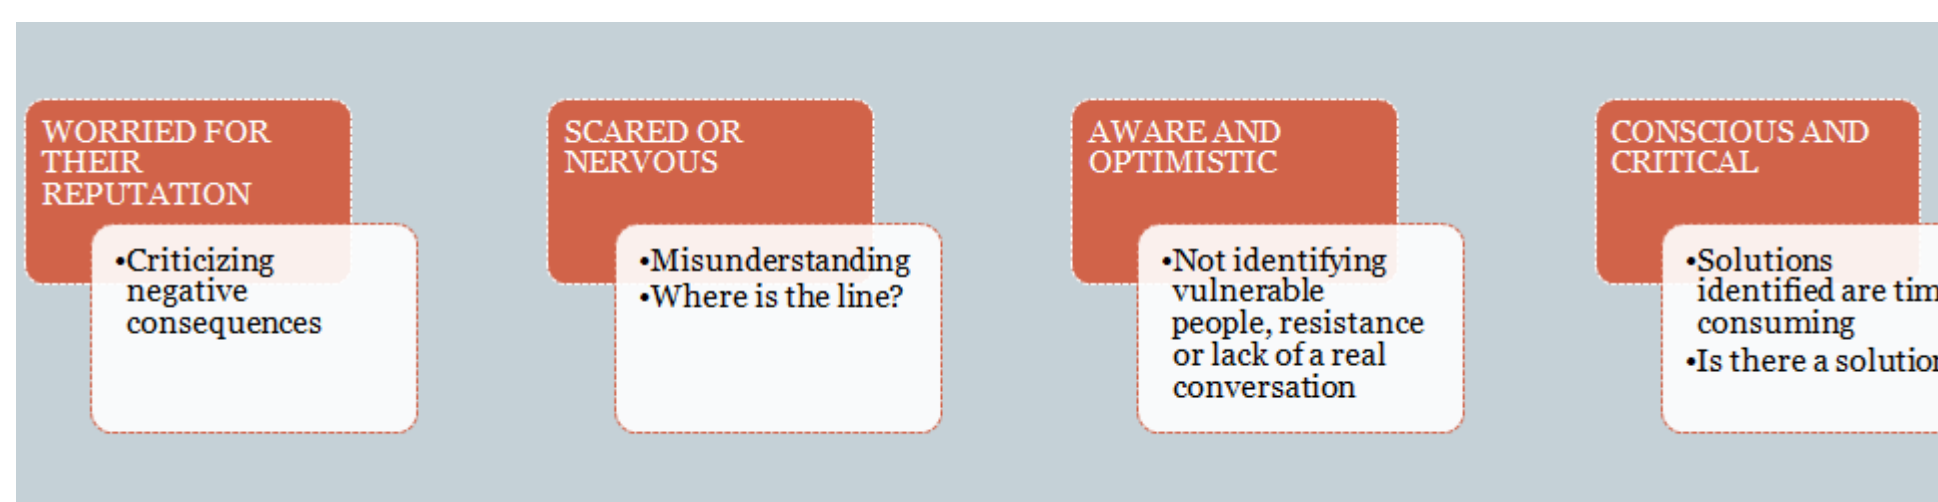 WORRIED FOR
THEIR
REPUTATION
•Criticizing
negative
consequences
SCARED OR
NERVOUS
•Misunderstanding
•Where is the line?
AWARE AND
OPTIMISTIC
•Not identifying
vulnerable
people, resistance
or lack of a real
conversation
CONSCIOUS AND
CRITICAL
•Solutions
identified are
consuming
•Is there a